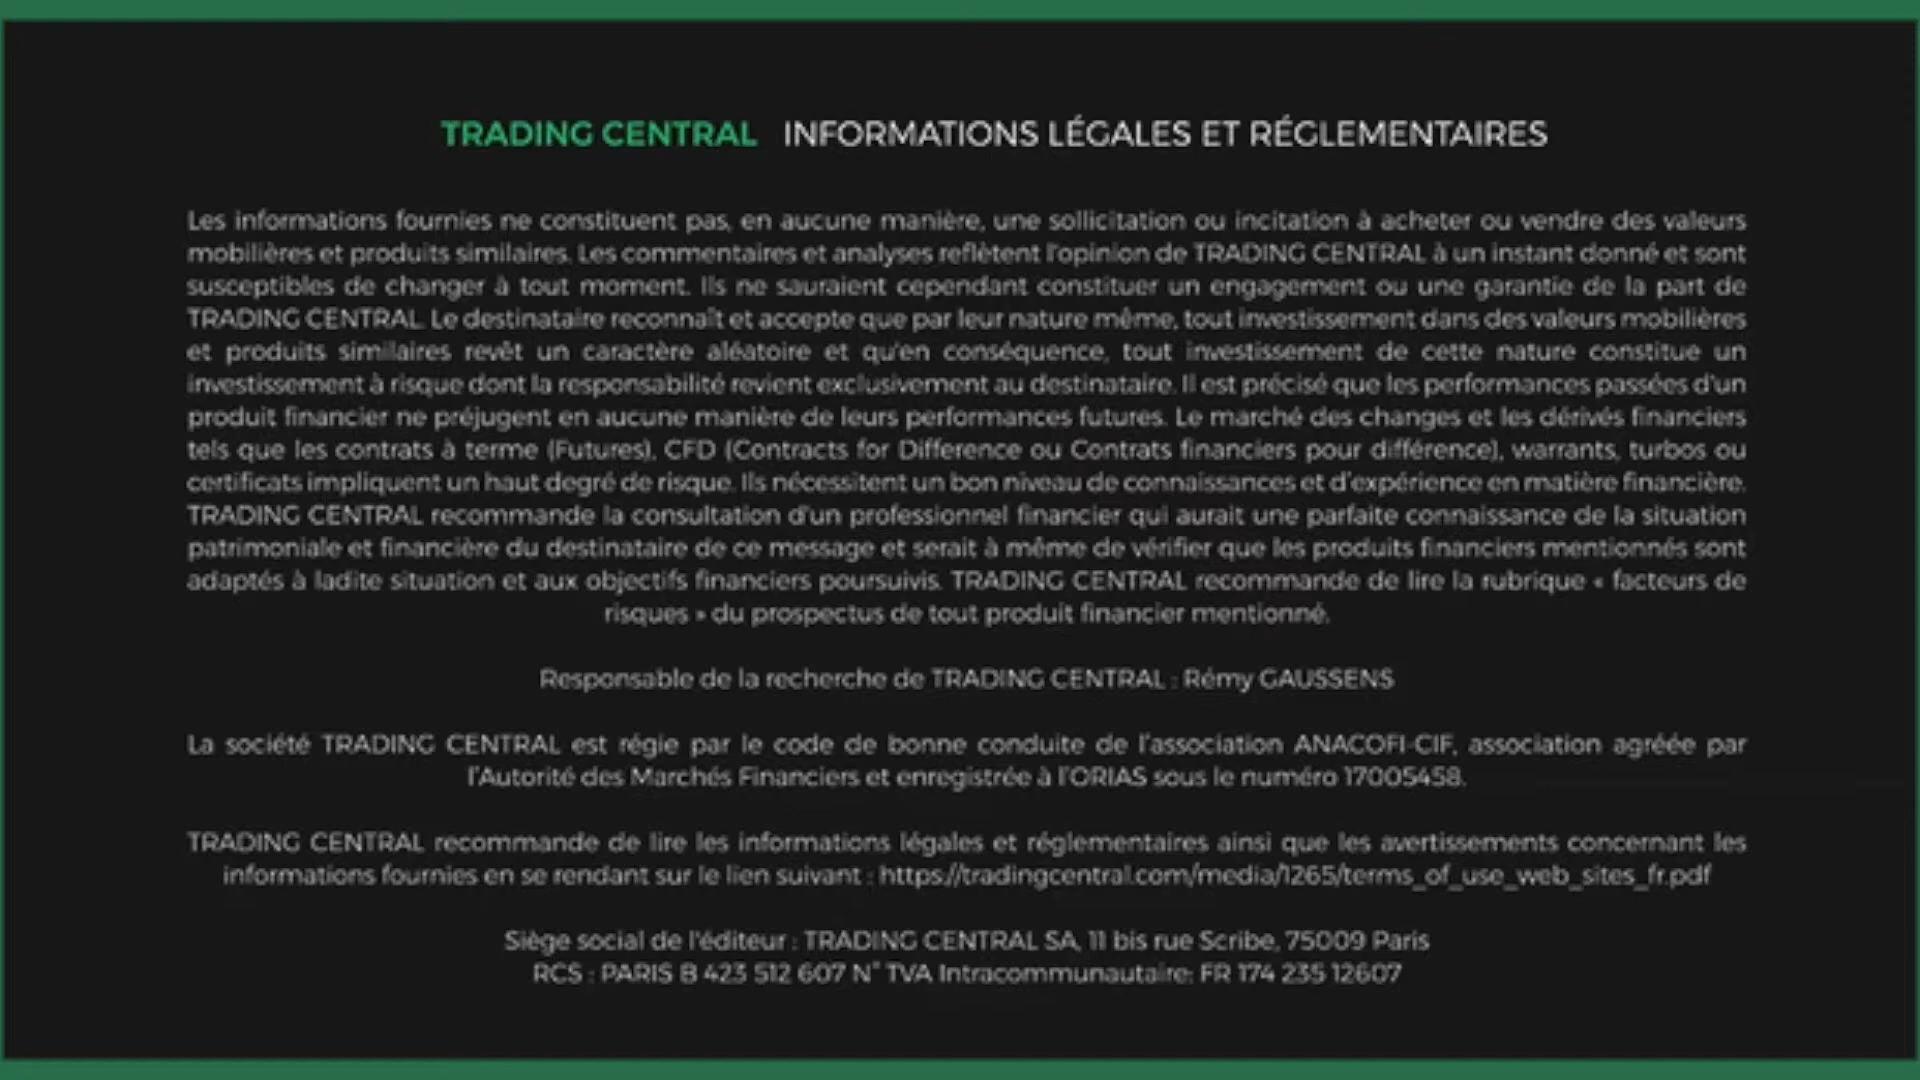 TRADING CENTRAL INFORMATIONS LÉGALES ET RÉGLEMENTAIRES
Les informations fournies ne constituent pas, en aucune manière, une sollicitation ou incitation à acheter ou vendre des valeurs
mobilières et produits similaires. Les commentaires et analyses reflètent l'opinion de TRADING CENTRAL à un instant donné et sont
susceptibles de changer à tout moment. Ils ne sauraient cependant constituer un engagement ou une garantie de la part de
TRADING CENTRAL. Le destinataire reconnaît et accepte que par leur nature même, tout investissement dans des valeurs mobilières
et produits similaires revêt un caractère aléatoire et qu'en conséquence, tout investissement de cette nature constitue un
investissement à risque dont la responsabilité revient exclusivement au destinataire. Il est précisé que les performances passées d'un
produit financier ne préjugent en aucune manière de leurs performances futures. Le marché des changes et les dérivés financiers
tels que les contrats à terme (Futures), CFD (Contracts for Difference ou Contrats financiers pour différence), warrants, turbos ou
certificats impliquent un haut degré de risque. Ils nécessitent un bon niveau de connaissances et d'expérience en matière financière.
TRADING CENTRAL recommande la consultation d'un professionnel financier qui aurait une parfaite connaissance de la situation
patrimoniale et financière du destinataire de ce message et serait à même de vérifier que les produits financiers mentionnés sont
adaptés à ladite situation et aux objectifs financiers poursuivis. TRADING CENTRAL recommande de lire la rubrique « facteurs de
risques » du prospectus de tout produit financier mentionné.
Responsable de la recherche de TRADING CENTRAL : Rémy GAUSSENS
La société TRADING CENTRAL est régie par le code de bonne conduite de l'association ANACOFI-CIF, association agréée par
l'Autorité des Marchés Financiers et enregistrée à l'ORIAS sous le numéro 17005458.
TRADING CENTRAL recommande de lire les informations légales et réglementaires ainsi que les avertissements concernant les
informations fournies en se rendant sur le lien suivant : https://tradingcentral.com/media/1265/terms_of_use_web_sites_fr.pdf
Siège social de l'éditeur : TRADING CENTRAL SA, 11 bis rue Scribe, 75009 Paris
RCS : PARIS B 423 512 607 N° TVA Intracommunautaire: FR 174 235 12607